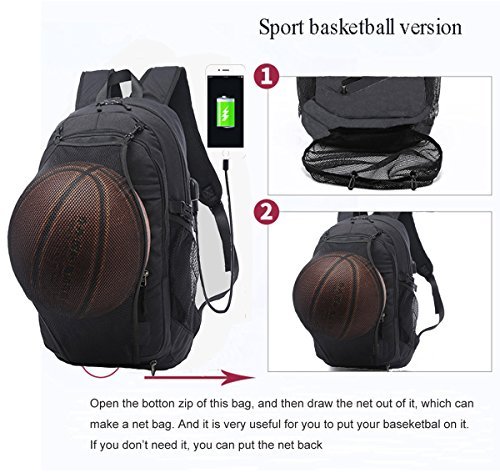 Sport basketball version
1
2
Open the botton zip of this bag, and then draw the net out of it, which can
make a net bag. And it is very useful for you to put your baseketbal on it.
If you don't need it, you can put the net back